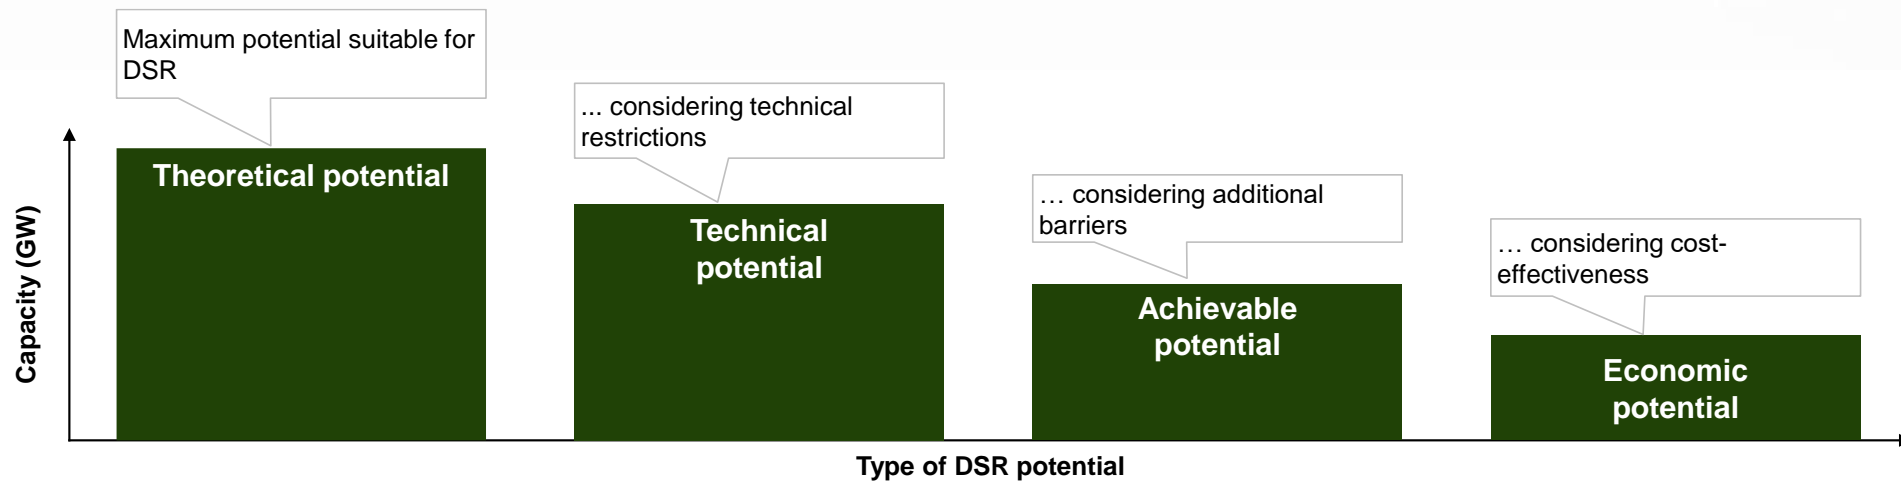 Maximum potential suitable for
DSR
... considering technical
restrictions
… considering additional
barriers
… considering cost-
effectiveness
Theoretical potential
Technical
potential
Achievable
potential
Economic
potential
Capacity (GW)
Type of DSR potential